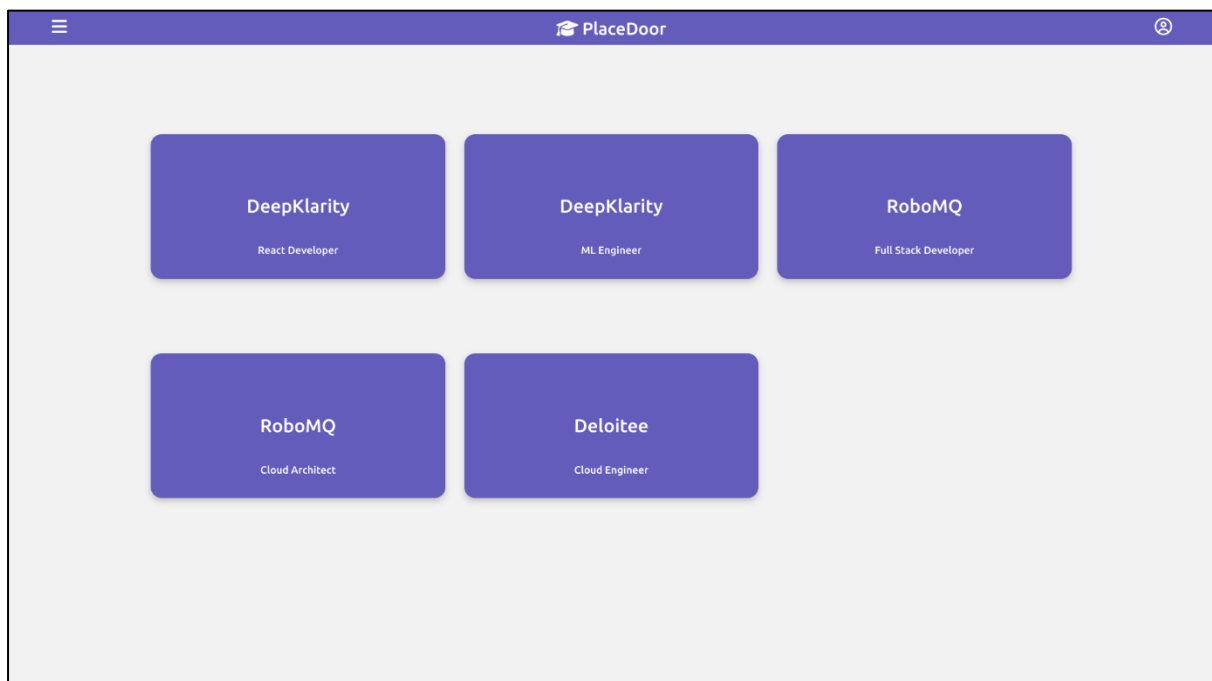 PlaceDoor
DeepKlarity
React Developer
DeepKlarity
ML Engineer
RoboMQ
Full Stack Developer
RoboMQ
Cloud Architect
Deloitee
Cloud Engineer